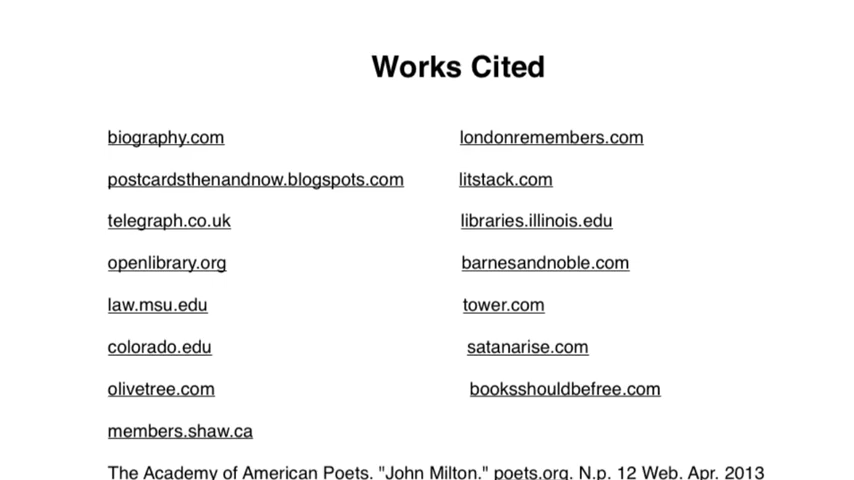 Works Cited
biography.com
postcardsthenandnow.blogspots.com
telegraph.co.uk
openlibrary.org
law.msu.edu
colorado.edu
olivetree.com
members.shaw.ca
londonremembers.com
litstack.com
libraries.illinois.edu
barnesandnoble.com
tower.com
satanarise.com
booksshouldbefree.com
The Academy of American Poets. "John Milton." poets.org. N.p. 12 Web. Apr. 2013